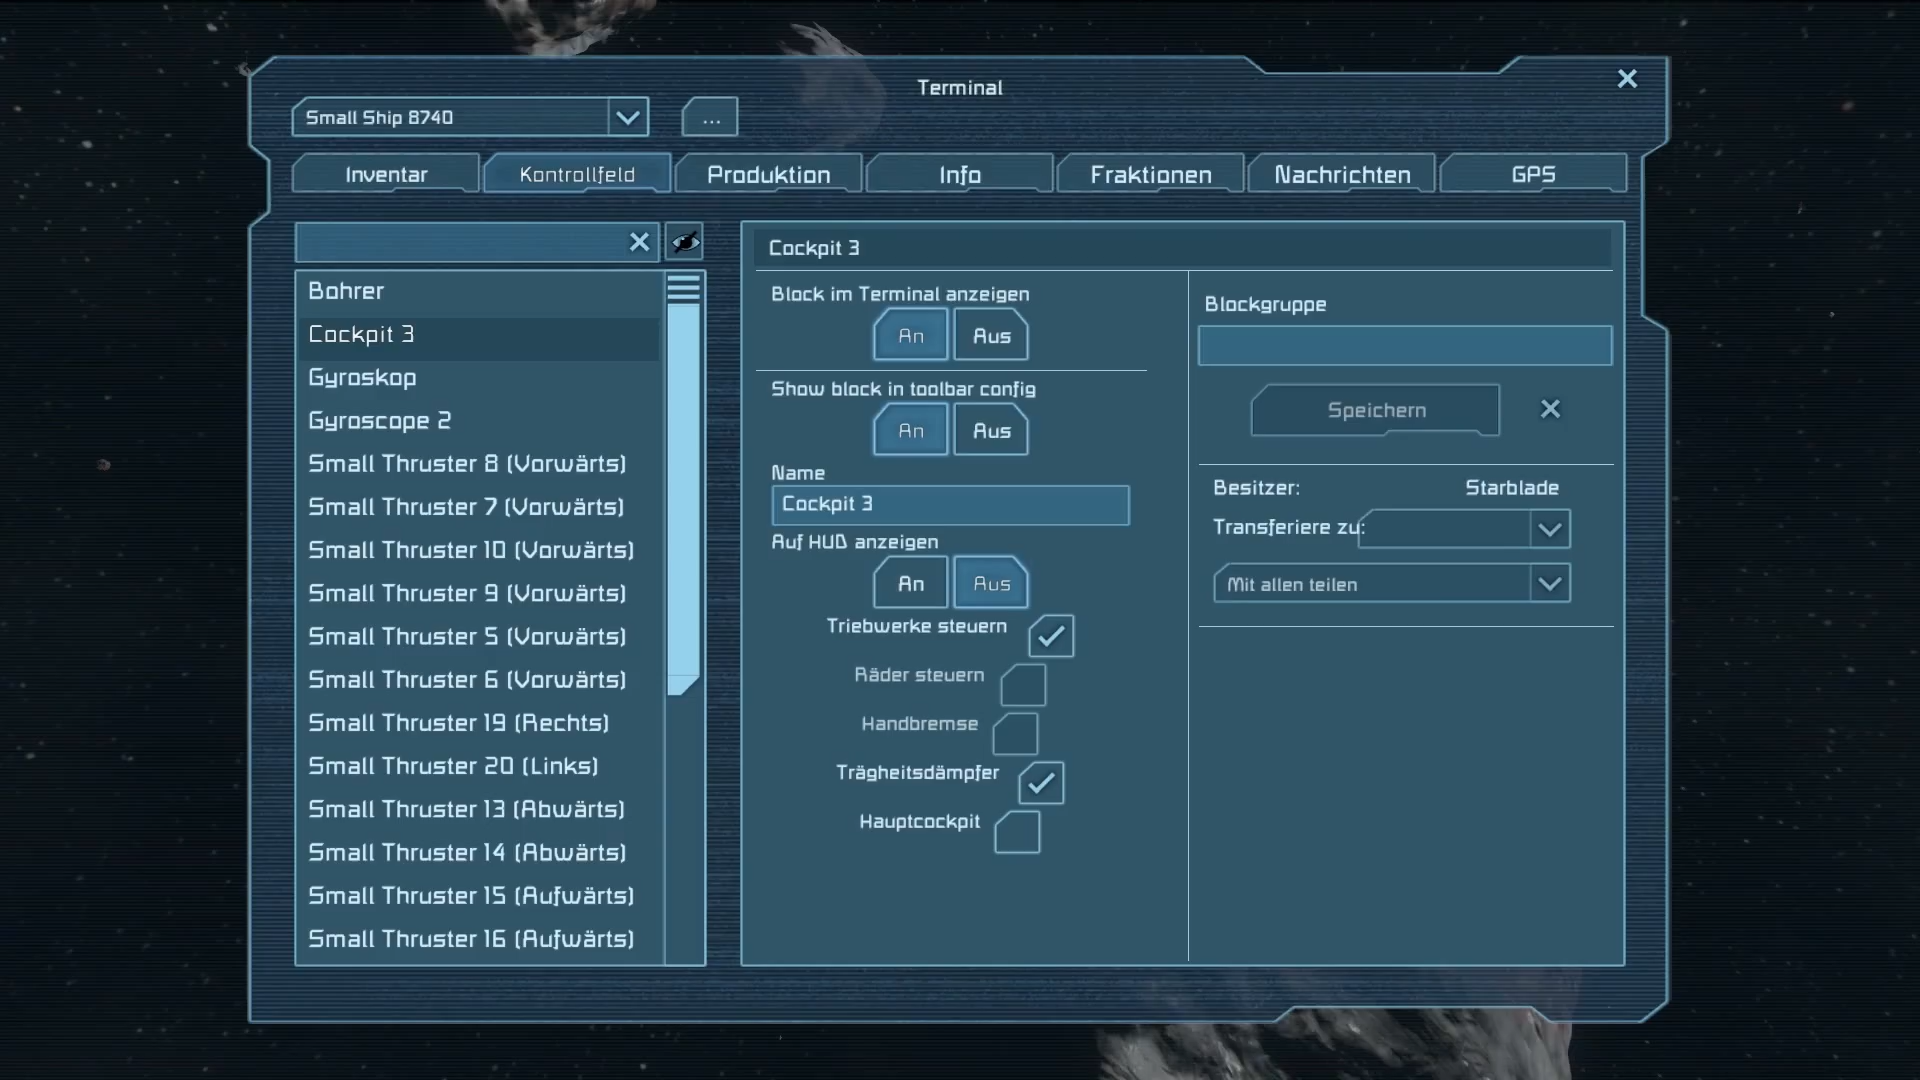 Terminal
Small Ship 8740
...
Inventar
Kontrollfeld
Produktion
Info
Fraktionen
Nachrichten
GPS
Bohrer
Cockpit 3
Gyroskop
Gyroscope 2
Small Thruster 8 (Vorwärts)
Small Thruster 7 (Vorwärts)
Small Thruster 10 (Vorwärts)
Small Thruster 9 (Vorwärts)
Small Thruster 5 (Vorwärts)
Small Thruster 6 (Vorwärts)
Small Thruster 19 (Rechts)
Small Thruster 20 (Links)
Small Thruster 13 (Abwärts)
Small Thruster 14 (Abwärts)
Small Thruster 15 (Aufwärts)
Small Thruster 16 (Aufwärts)
Cockpit 3
Block im Terminal anzeigen
An Aus
Show block in toolbar config
An Aus
Name
Cockpit 3
Auf HUD anzeigen
An Aus
Triebwerke steuern
Räder steuern
Handbremse
Trägheitsdämpfer
Hauptcockpit
Blockgruppe
Speichern
Besitzer: Starblade
Transferiere zu:
Mit allen teilen